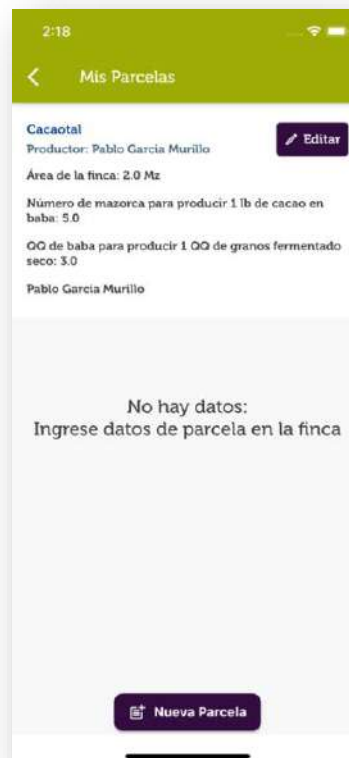 2:18
Mis Parcelas
Cacaotal
Editar
Productor: Pablo Garcia Murillo
Área de la finca: 2.0 Mz
Número de mazorca para producir 1 lb de cacao en
baba: 5.0
QQ de baba para producir 1 QQ de granos fermentado
seco: 3.0
Pablo Garcia Murillo
No hay datos:
Ingrese datos de parcela en la finca
Nueva Parcela